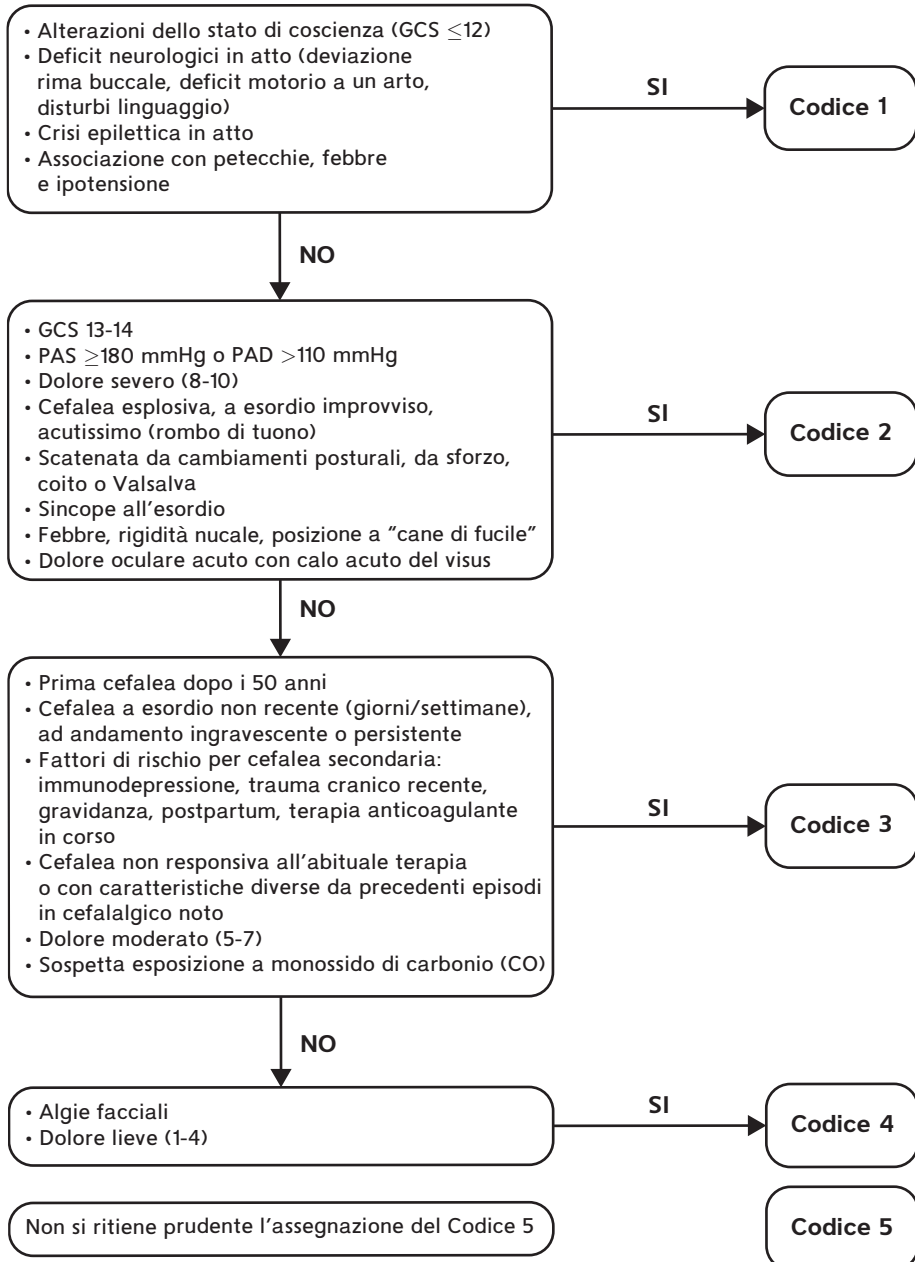 • Alterazioni dello stato di coscienza (GCS ≤12)
• Deficit neurologici in atto (deviazione
rima buccale, deficit motorio a un arto,
disturbi linguaggio)
• Crisi epilettica in atto
• Associazione con petecchie, febbre
e ipotensione
SI
Codice 1
NO
• GCS 13-14
• PAS ≥180 mmHg o PAD >110 mmHg
• Dolore severo (8-10)
• Cefalea esplosiva, a esordio improvviso,
acutissimo (rombo di tuono)
• Scatenata da cambiamenti posturali, da sforzo,
coito o Valsalva
• Sincope all'esordio
• Febbre, rigidità nucale, posizione a “cane di fucile”
• Dolore oculare acuto con calo acuto del visus
SI
Codice 2
NO
• Prima cefalea dopo i 50 anni
• Cefalea a esordio non recente (giorni/settimane),
ad andamento ingravescente o persistente
• Fattori di rischio per cefalea secondaria:
immunodepressione, trauma cranico recente,
gravidanza, postpartum, terapia anticoagulante
in corso
• Cefalea non responsiva all'abituale terapia
o con caratteristiche diverse da precedenti episodi
in cefalalgico noto
• Dolore moderato (5-7)
• Sospetta esposizione a monossido di carbonio (CO)
SI
Codice 3
NO
• Algie facciali
• Dolore lieve (1-4)
SI
Codice 4
Non si ritiene prudente l'assegnazione del Codice 5
Codice 5